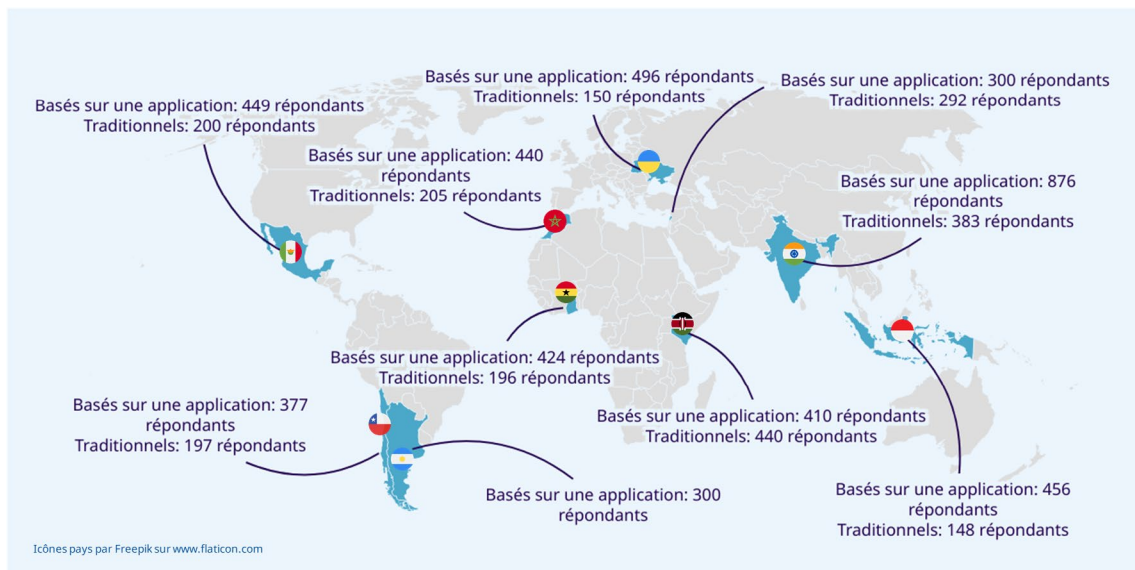 Basés sur une application: 496 répondants
Traditionnels: 150 répondants
Basés sur une application: 300 répondants
Traditionnels: 292 répondants
Basés sur une application: 449 répondants
Traditionnels: 200 répondants
Basés sur une application: 440
répondants
Traditionnels: 205 répondants
Basés sur une application: 876
répondants
Traditionnels: 383 répondants
Basés sur une application: 424 répondants
Traditionnels: 196 répondants
Basés sur une application: 377
répondants
Traditionnels: 197 répondants
Basés sur une application: 410 répondants
Traditionnels: 440 répondants
Basés sur une application: 300
répondants
Basés sur une application: 456
répondants
Traditionnels: 148 répondants
Icônes pays par Freepik sur www.flaticon.com